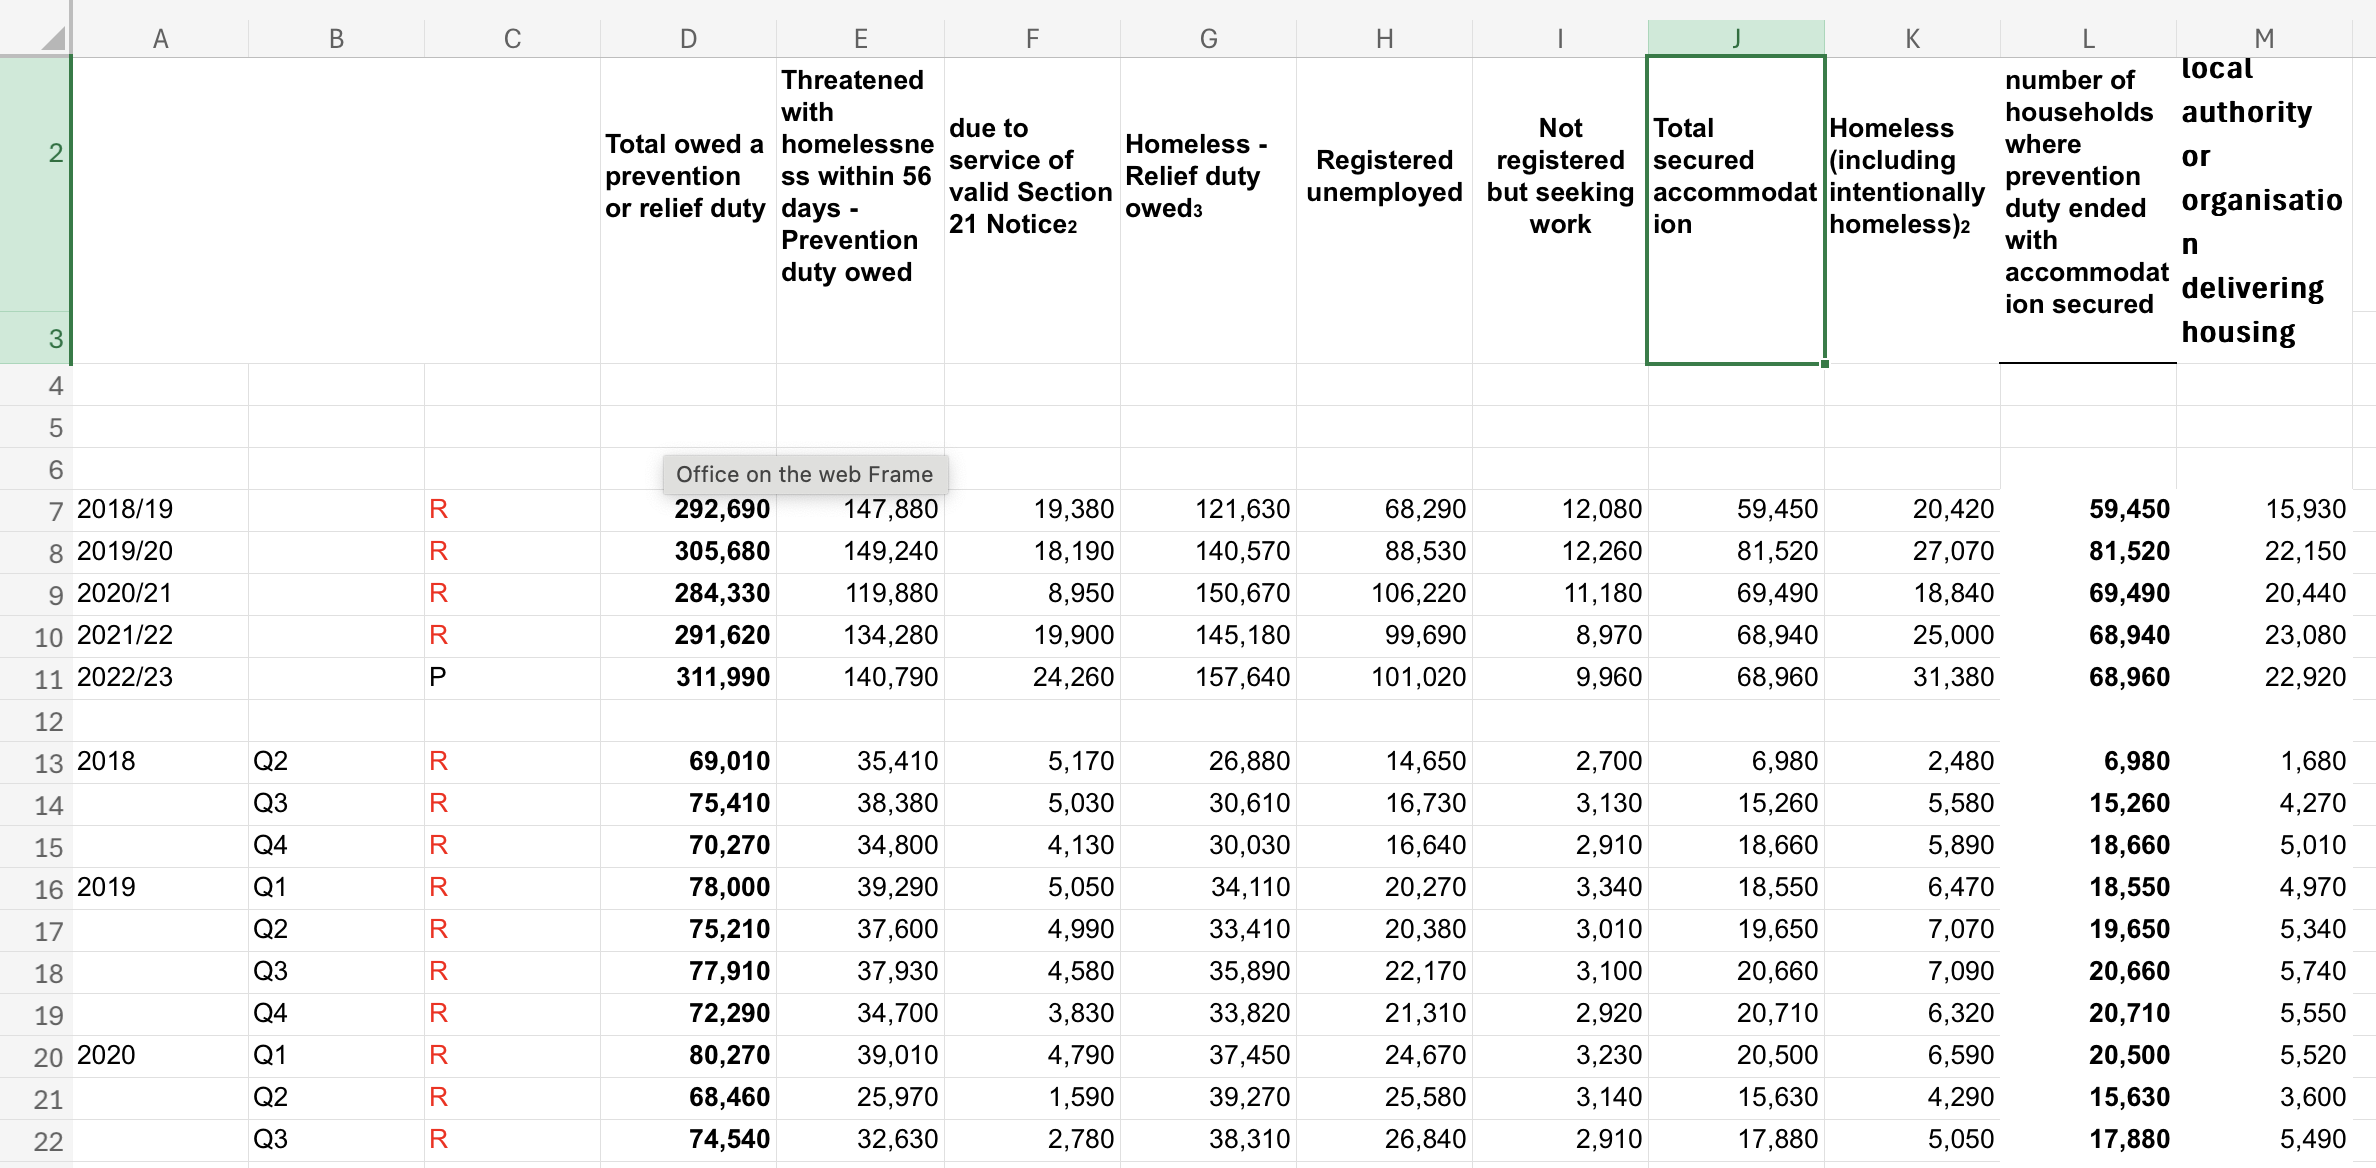 A B C D E F G H I J K L M
2
Total owed a
prevention
or relief duty
Threatened
with
homelessne
ss within 56
days -
Prevention
duty owed
due to
service of
valid Section
21 Notice2
Homeless -
Relief duty
owed3
Registered
unemployed
Not
registered
but seeking
work
Total
secured
accommodat
ion
Homeless
(including
intentionally
homeless)2
number of
households
where
prevention
duty ended
with
accommodat
ion secured
local
authority
or
organisatio
n
delivering
housing
3
4
5
6
Office on the web Frame
7 2018/19 R 292,690 147,880 19,380 121,630 68,290 12,080 59,450 20,420 59,450 15,930
8 2019/20 R 305,680 149,240 18,190 140,570 88,530 12,260 81,520 27,070 81,520 22,150
9 2020/21 R 284,330 119,880 8,950 150,670 106,220 11,180 69,490 18,840 69,490 20,440
10 2021/22 R 291,620 134,280 19,900 145,180 99,690 8,970 68,940 25,000 68,940 23,080
11 2022/23 P 311,990 140,790 24,260 157,640 101,020 9,960 68,960 31,380 68,960 22,920
12
13 2018 Q2 R 69,010 35,410 5,170 26,880 14,650 2,700 6,980 2,480 6,980 1,680
14 Q3 R 75,410 38,380 5,030 30,610 16,730 3,130 15,260 5,580 15,260 4,270
15 Q4 R 70,270 34,800 4,130 30,030 16,640 2,910 18,660 5,890 18,660 5,010
16 2019 Q1 R 78,000 39,290 5,050 34,110 20,270 3,340 18,550 6,470 18,550 4,970
17 Q2 R 75,210 37,600 4,990 33,410 20,380 3,010 19,650 7,070 19,650 5,340
18 Q3 R 77,910 37,930 4,580 35,890 22,170 3,100 20,660 7,090 20,660 5,740
19 Q4 R 72,290 34,700 3,830 33,820 21,310 2,920 20,710 6,320 20,710 5,550
20 2020 Q1 R 80,270 39,010 4,790 37,450 24,670 3,230 20,500 6,590 20,500 5,520
21 Q2 R 68,460 25,970 1,590 39,270 25,580 3,140 15,630 4,290 15,630 3,600
22 Q3 R 74,540 32,630 2,780 38,310 26,840 2,910 17,880 5,050 17,880 5,490